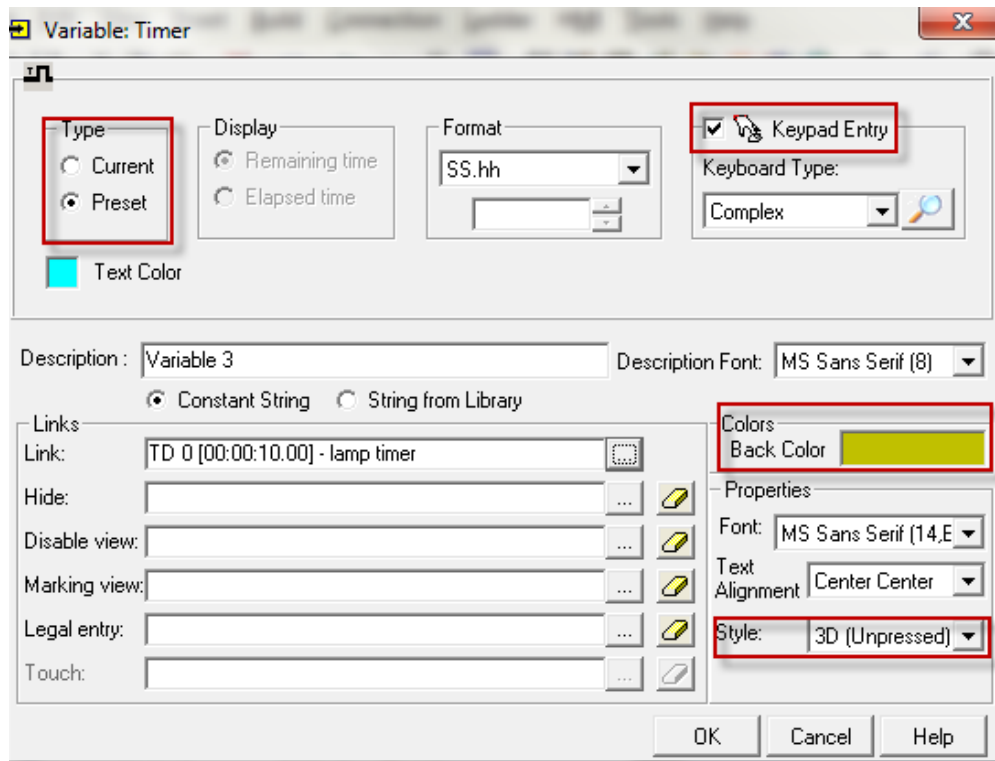 Variable: Timer
Type
Current
Preset
Display
Remaining time
Elapsed time
Format
SS.hh
Keypad Entry
Keyboard Type:
Complex
Text Color
Description : Variable 3
Description Font: MS Sans Serif (8)
Constant String String from Library
Links
Link: TD 0 [00:00:10.00] - lamp timer ...
Hide: ...
Disable view: ...
Marking view: ...
Legal entry: ...
Touch: ...
Colors
Back Color
Properties
Font: MS Sans Serif (14,E
Text
Alignment Center Center
Style: 3D (Unpressed)
OK Cancel Help